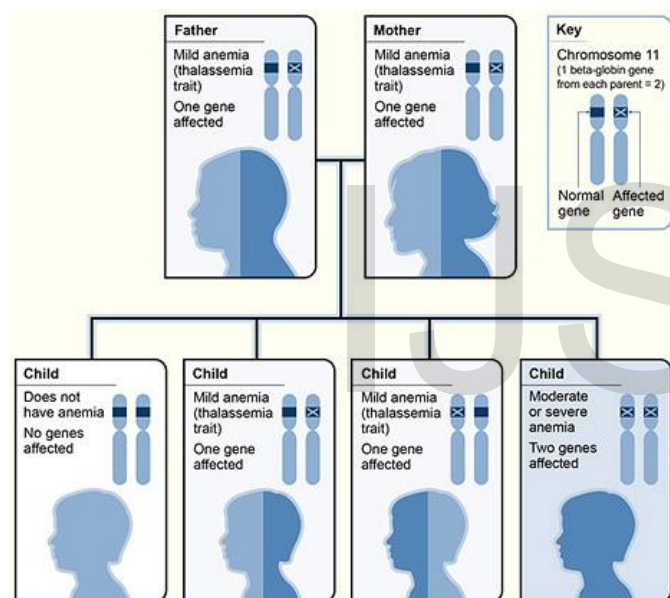 Father
Mild anemia
(thalassemia
trait)
One gene
affected
Mother
Mild anemia
(thalassemia
trait)
One gene
affected
Key
Chromosome 11
(1 beta-globin gene
from each parent = 2)
Normal
gene
Affected
gene
IJS
Child
Does not
have anemia
No genes
affected
Child
Mild anemia
(thalassemia
trait)
One gene
affected
Child
Mild anemia
(thalassemia
trait)
One gene
affected
Child
Moderate
or severe
anemia
Two genes
affected